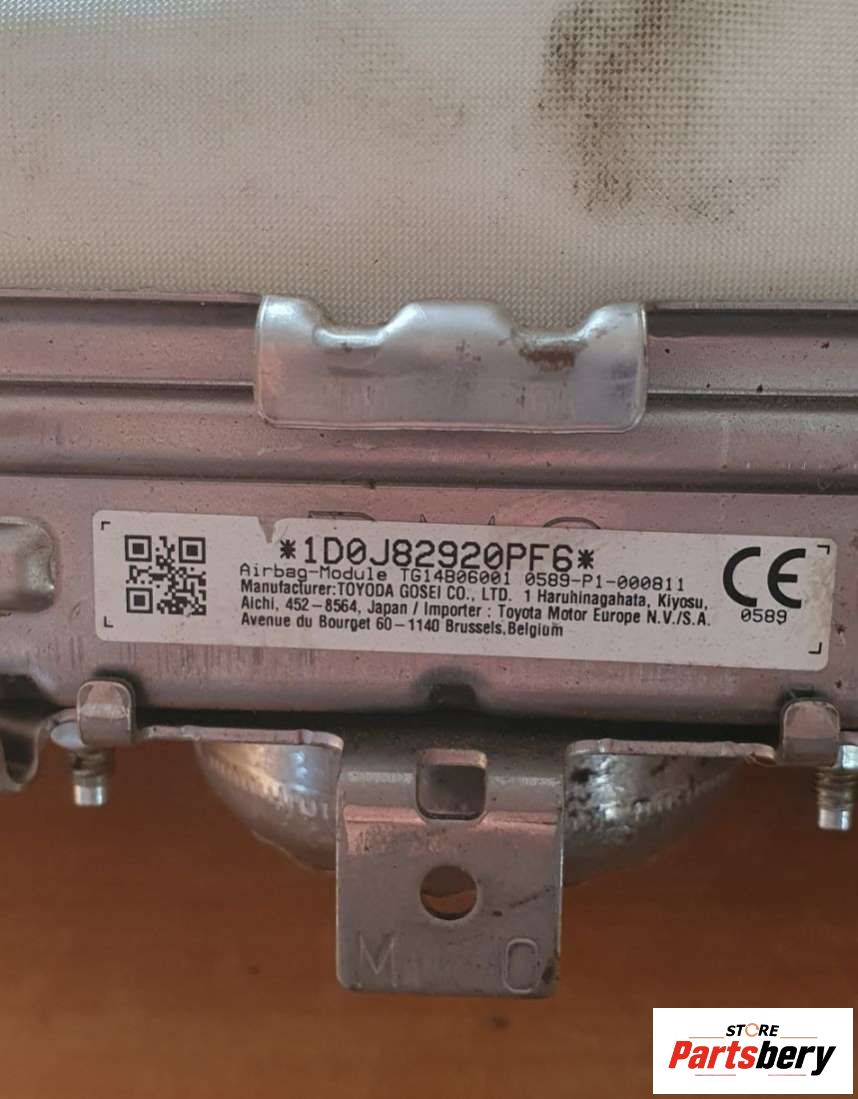 *1D0J82920PF6*
Airbag-Module TG14B06001 0589-P1-000811
Manufacturer:TOYODA GOSEI CO., LTD. 1 Haruhinagahata, Kiyosu,
Aichi, 452-8564, Japan / Importer : Toyota Motor Europe N.V./S.A.
Avenue du Bourget 60-1140 Brussels,Belgium
CE
0589
M O
STORE
Partsbery